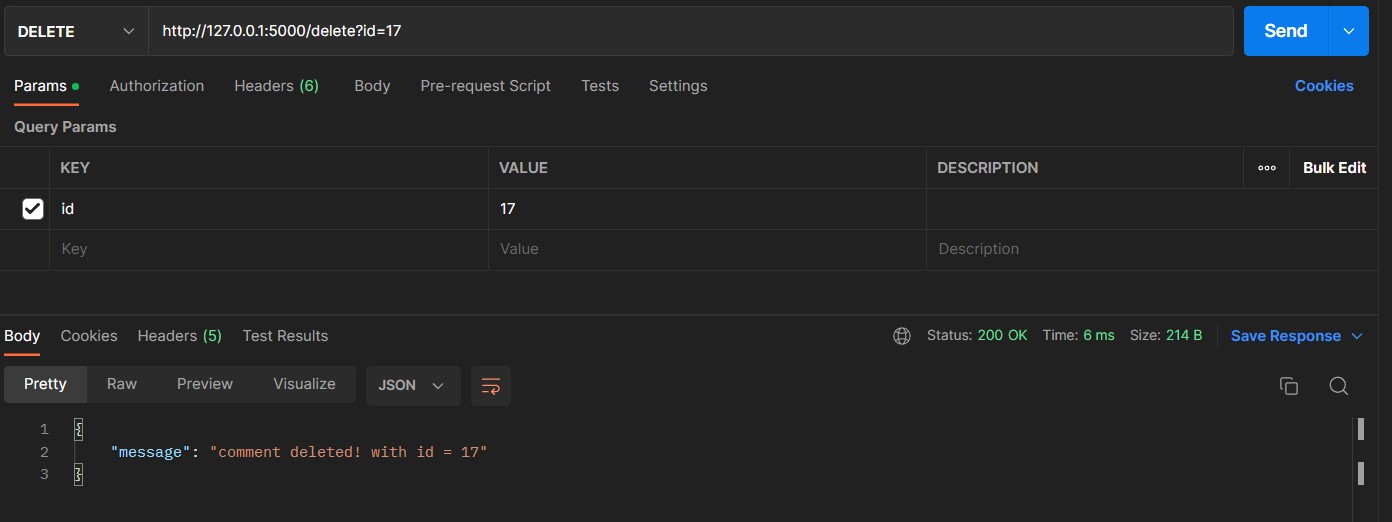 DELETE http://127.0.0.1:5000/delete?id=17 Send
Params Authorization Headers (6) Body Pre-request Script Tests Settings Cookies
Query Params
KEY VALUE DESCRIPTION ooo Bulk Edit
id 17
Key Value Description
Body Cookies Headers (5) Test Results Status: 200 OK Time: 6 ms Size: 214 B Save Response
Pretty Raw Preview Visualize JSON
1 {
2 "message": "comment deleted! with id = 17"
3 }